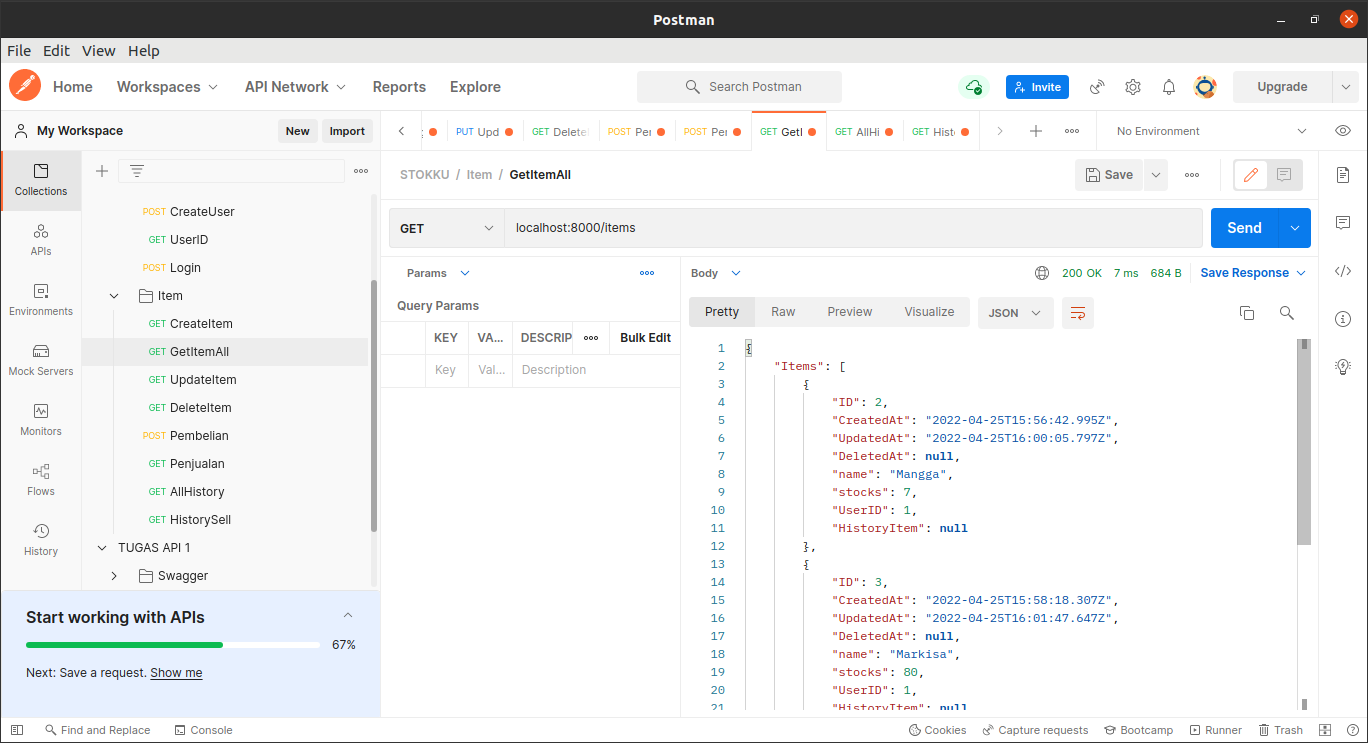 Postman
File Edit View Help
Home Workspaces API Network Reports Explore Search Postman Invite Upgrade
My Workspace New Import
PUT Upd GET Delete POST Per POST Per GET GetI GET AllHi GET Hist No Environment
Collections
APIs
Environments
Mock Servers
Monitors
Flows
History
POST CreateUser
GET UserID
POST Login
Item
GET CreateItem
GET GetItemAll
GET UpdateItem
GET DeleteItem
POST Pembelian
GET Penjualan
GET AllHistory
GET HistorySell
TUGAS API 1
Swagger
Start working with APIs
67%
Next: Save a request. Show me
STOKKU / Item / GetItemAll Save
GET localhost:8000/items Send
Params
Query Params
KEY VA... DESCRIP Bulk Edit
Key Val... Description
Body 200 OK 7 ms 684 B Save Response
Pretty Raw Preview Visualize JSON
1 {
2 "Items": [
3 {
4 "ID": 2,
5 "CreatedAt": "2022-04-25T15:56:42.995Z",
6 "UpdatedAt": "2022-04-25T16:00:05.797Z",
7 "DeletedAt": null,
8 "name": "Mangga",
9 "stocks": 7,
10 "UserID": 1,
11 "HistoryItem": null
12 },
13 {
14 "ID": 3,
15 "CreatedAt": "2022-04-25T15:58:18.307Z",
16 "UpdatedAt": "2022-04-25T16:01:47.647Z",
17 "DeletedAt": null,
18 "name": "Markisa",
19 "stocks": 80,
20 "UserID": 1,
21 "HistoryItem": null
Find and Replace Console Cookies Capture requests Bootcamp Runner Trash